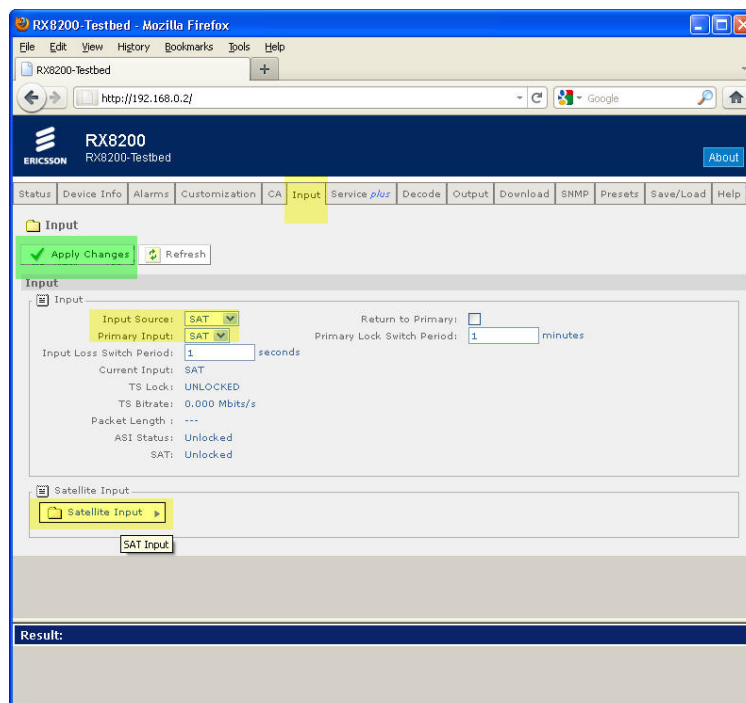 RX8200-Testbed - Mozilla Firefox
File Edit View History Bookmarks Tools Help
RX8200-Testbed
http://192.168.0.2/ Google
RX8200
ERICSSON RX8200-Testbed About
Status Device Info Alarms Customization CA Input Service plus Decode Output Download SNMP Presets Save/Load Help
Input
Apply Changes Refresh
Input
Input
Input Source: SAT Return to Primary:
Primary Input: SAT Primary Lock Switch Period: 1 minutes
Input Loss Switch Period: 1 seconds
Current Input: SAT
TS Lock: UNLOCKED
TS Bitrate: 0.000 Mbits/s
Packet Length : ---
ASI Status: Unlocked
SAT: Unlocked
Satellite Input
Satellite Input
SAT Input
Result: